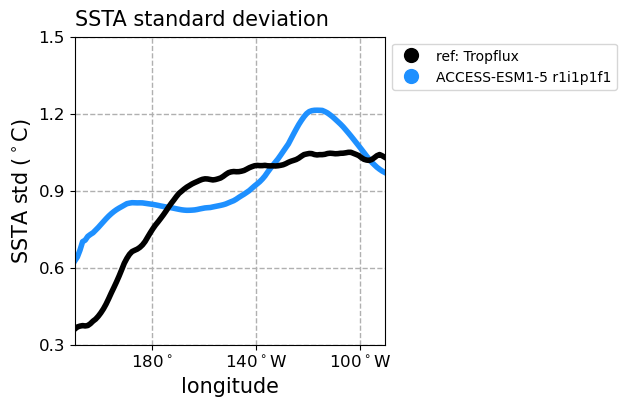 SSTA standard deviation
1.5
1.2
0.9
0.6
0.3
SSTA std (°C)
180°
140°W
100°W
longitude
ref: Tropflux
ACCESS-ESM1-5 r1i1p1f1